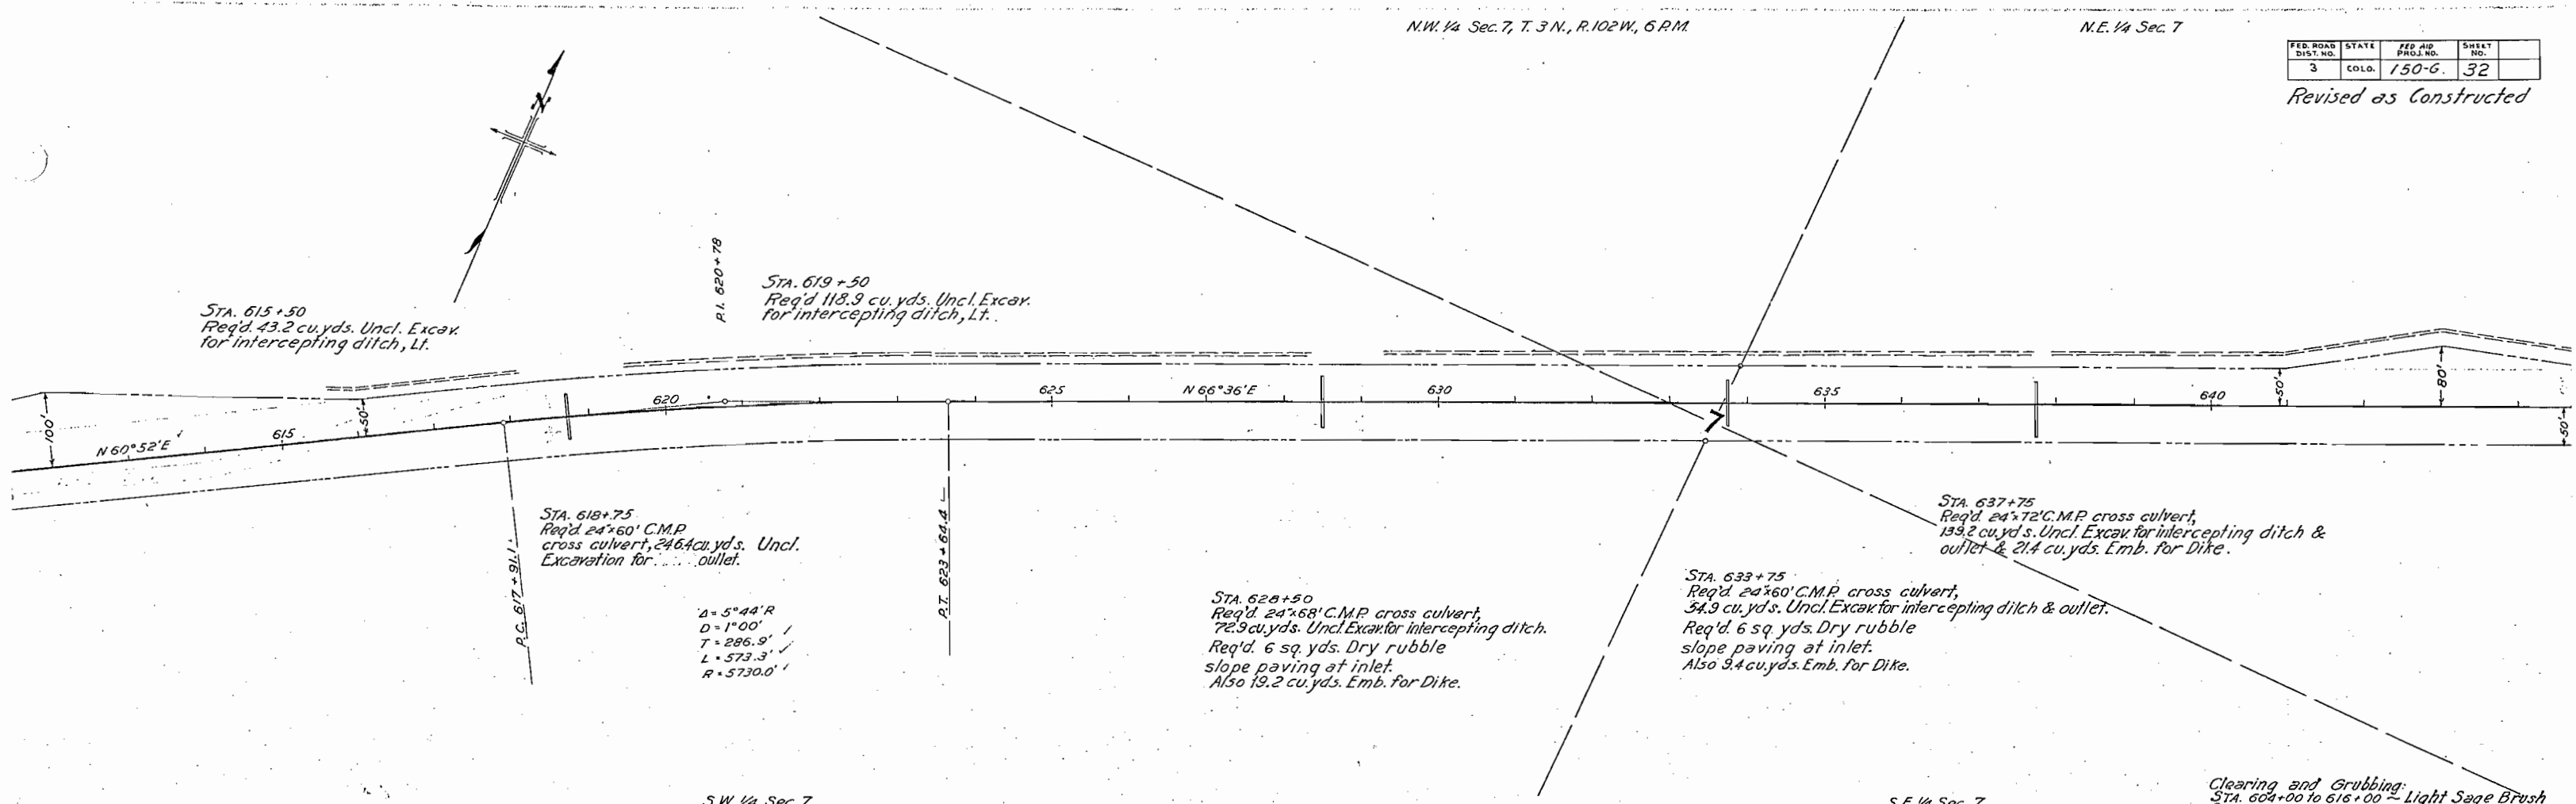 N.W. 1/4 Sec. 7, T. 3 N., R. 102 W., 6 P.M.
N.E. 1/4 Sec. 7
FED. ROAD DIST. NO. STATE FED AID PROJ. NO. SHEET NO.
3 COLO. 150-G. 32
Revised as Constructed
N
P.I. 620+78
STA. 619+50
Req'd 118.9 cu. yds. Uncl. Excav.
for intercepting ditch, Lt.
STA. 615+50
Req'd. 43.2 cu. yds. Uncl. Excav.
for intercepting ditch, Lt.
100'
N 60°52'E
615
50'
620
625
N 66°36'E
630
7
635
640
50'
80'
50'
P.C. 617+91.1
P.T. 623+64.4
STA. 618+75
Req'd. 24"x60' C.M.P.
cross culvert, 246.4 cu. yds. Uncl.
Excavation for outlet.
Δ = 5°44'R
D = 1°00'
T = 286.9'
L = 573.3'
R = 5730.0'
STA. 628+50
Req'd. 24"x68' C.M.P. cross culvert,
72.9 cu. yds. Uncl. Excav. for intercepting ditch.
Req'd. 6 sq. yds. Dry rubble
slope paving at inlet.
Also 19.2 cu. yds. Emb. for Dike.
STA. 633+75
Req'd. 24"x60' C.M.P. cross culvert,
54.9 cu. yds. Uncl. Excav. for intercepting ditch & outlet.
Req'd. 6 sq. yds. Dry rubble
slope paving at inlet.
Also 9.4 cu. yds. Emb. for Dike.
STA. 637+75
Req'd. 24"x72' C.M.P. cross culvert,
139.2 cu. yds. Uncl. Excav. for intercepting ditch &
outlet & 21.4 cu. yds. Emb. for Dike.
S.W. 1/4 Sec. 7
S.E. 1/4 Sec. 7
Clearing and Grubbing:
STA. 604+00 to 616+00 ~ Light Sage Brush